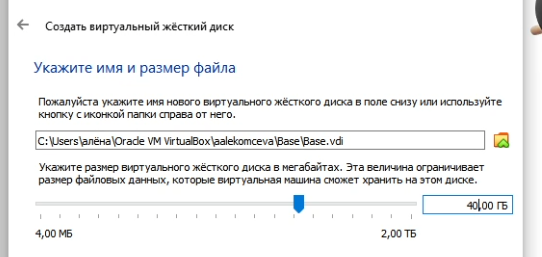 Создать виртуальный жёсткий диск
Укажите имя и размер файла
Пожалуйста укажите имя нового виртуального жёсткого диска в поле снизу или используйте
кнопку с иконкой папки справа от него.
C:\Users\алёна\Oracle VM VirtualBox\aalekomceva\Base\Base.vdi
Укажите размер виртуального жёсткого диска в мегабайтах. Эта величина ограничивает
размер файловых данных, которые виртуальная машина сможет хранить на этом диске.
40,00 ГБ
4,00 МБ 2,00 ТБ